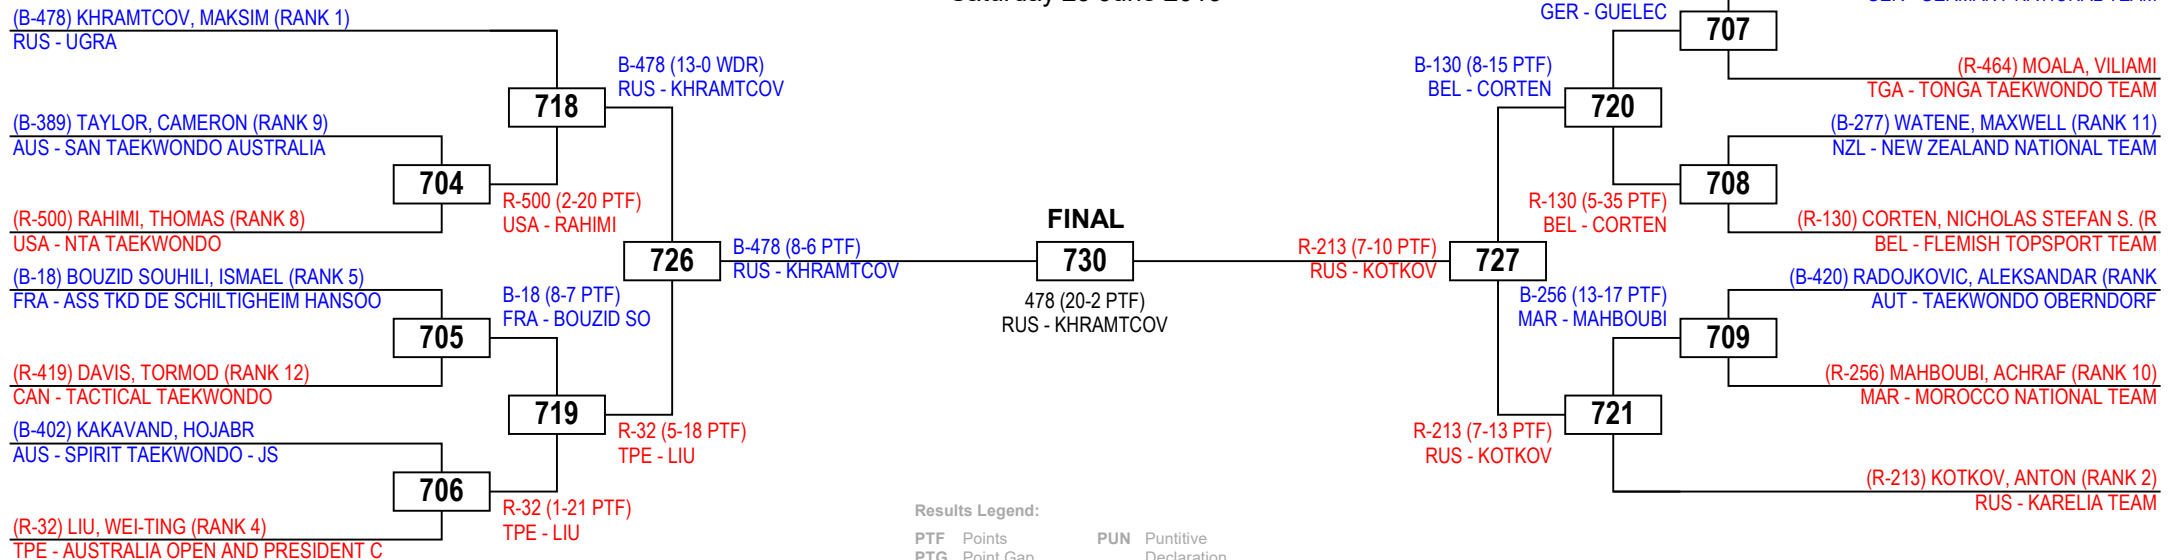 (B-478) KHRAMTCOV, MAKSIM (RANK 1)
RUS - UGRA
B-478 (13-0 WDR)
RUS - KHRAMTCOV
718
(B-389) TAYLOR, CAMERON (RANK 9)
AUS - SAN TAEKWONDO AUSTRALIA
704
R-500 (2-20 PTF)
USA - RAHIMI
(R-500) RAHIMI, THOMAS (RANK 8)
USA - NTA TAEKWONDO
726
B-478 (8-6 PTF)
RUS - KHRAMTCOV
(B-18) BOUZID SOUHILI, ISMAEL (RANK 5)
FRA - ASS TKD DE SCHILTIGHEIM HANSOO
B-18 (8-7 PTF)
FRA - BOUZID SO
705
(R-419) DAVIS, TORMOD (RANK 12)
CAN - TACTICAL TAEKWONDO
719
R-32 (5-18 PTF)
TPE - LIU
(B-402) KAKAVAND, HOJABR
AUS - SPIRIT TAEKWONDO - JS
706
R-32 (1-21 PTF)
TPE - LIU
(R-32) LIU, WEI-TING (RANK 4)
TPE - AUSTRALIA OPEN AND PRESIDENT C
FINAL
730
478 (20-2 PTF)
RUS - KHRAMTCOV
GER - GUELEC
707
(R-464) MOALA, VILIAMI
TGA - TONGA TAEKWONDO TEAM
B-130 (8-15 PTF)
BEL - CORTEN
720
(B-277) WATENE, MAXWELL (RANK 11)
NZL - NEW ZEALAND NATIONAL TEAM
708
R-130 (5-35 PTF)
BEL - CORTEN
(R-130) CORTEN, NICHOLAS STEFAN S. (R
BEL - FLEMISH TOPSPORT TEAM
R-213 (7-10 PTF)
RUS - KOTKOV
727
(B-420) RADOJKOVIC, ALEKSANDAR (RANK
AUT - TAEKWONDO OBERNDORF
B-256 (13-17 PTF)
MAR - MAHBOUBI
709
(R-256) MAHBOUBI, ACHRAF (RANK 10)
MAR - MOROCCO NATIONAL TEAM
721
R-213 (7-13 PTF)
RUS - KOTKOV
(R-213) KOTKOV, ANTON (RANK 2)
RUS - KARELIA TEAM
Results Legend:
PTF Points PUN Puntitive
PTG Point Gap Declaration